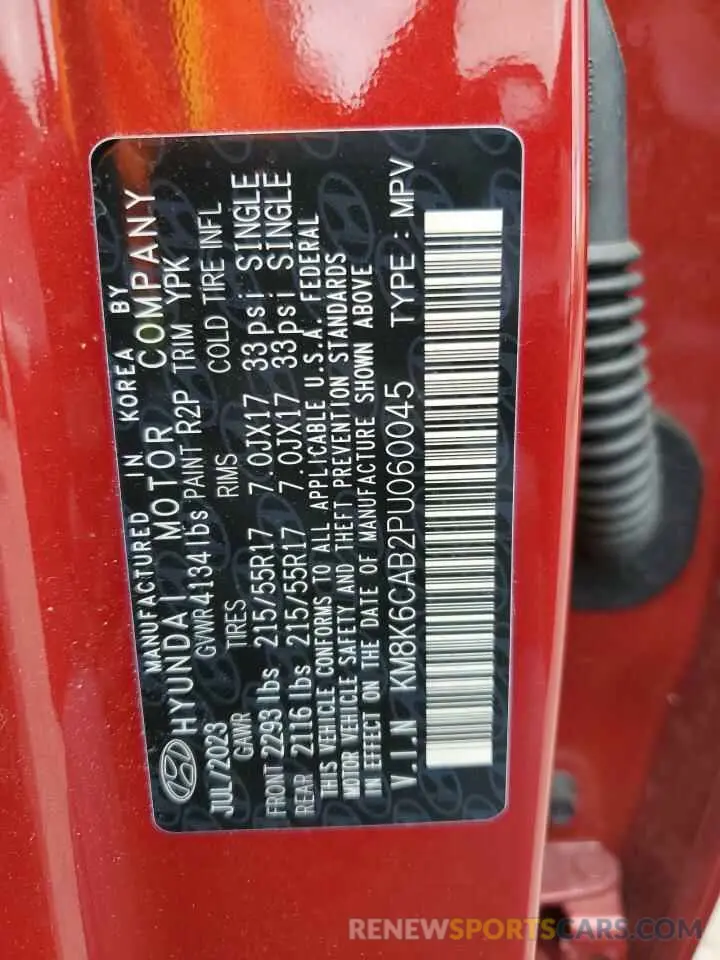 MANUFACTURED IN KOREA BY
HYUNDAI MOTOR COMPANY
JUL/2023 GVWR 4134lbs PAINT R2P TRIM YPK
GAWR TIRES RIMS COLD TIRE INFL
FRONT 2293 lbs 215/55R17 7.0JX17 33psi SINGLE
REAR 2116 lbs 215/55R17 7.0JX17 33psi SINGLE
THIS VEHICLE CONFORMS TO ALL APPLICABLE U.S.A. FEDERAL
MOTOR VEHICLE SAFETY AND THEFT PREVENTION STANDARDS
IN EFFECT ON THE DATE OF MANUFACTURE SHOWN ABOVE
V.I.N KM8K6CAB2PU060045 TYPE : MPV
RENEWSPORTSCARS.COM